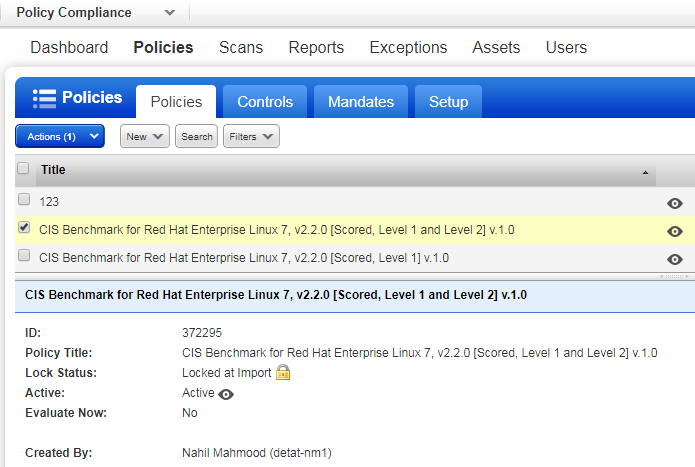 Policy Compliance
Dashboard Policies Scans Reports Exceptions Assets Users
Policies Policies Controls Mandates Setup
Actions (1) New Search Filters
Title
123
CIS Benchmark for Red Hat Enterprise Linux 7, v2.2.0 [Scored, Level 1 and Level 2] v.1.0
CIS Benchmark for Red Hat Enterprise Linux 7, v2.2.0 [Scored, Level 1] v.1.0
CIS Benchmark for Red Hat Enterprise Linux 7, v2.2.0 [Scored, Level 1 and Level 2] v.1.0
ID: 372295
Policy Title: CIS Benchmark for Red Hat Enterprise Linux 7, v2.2.0 [Scored, Level 1 and Level 2] v.1.0
Lock Status: Locked at Import
Active: Active
Evaluate Now: No
Created By: Nahil Mahmood (detat-nm1)